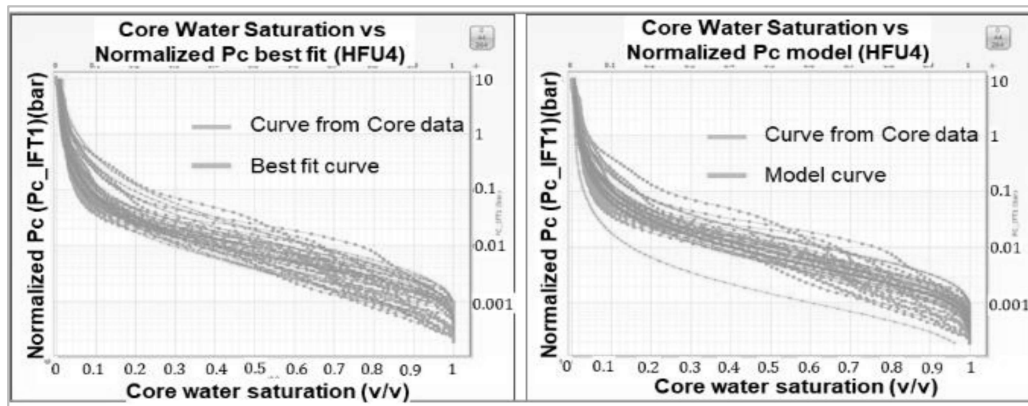 Core Water Saturation vs
Normalized Pc best fit (HFU4)
Normalized Pc (Pc_IFT1)(bar)
Curve from Core data
Best fit curve
10
1
0.1
0.01
0.001
0 0.1 0.2 0.3 0.4 0.5 0.6 0.7 0.8 0.9 1
Core water saturation (v/v)
Core Water Saturation vs
Normalized Pc model (HFU4)
Normalized Pc (Pc_IFT1)(bar)
Curve from Core data
Model curve
10
1
0.1
0.01
0.001
0 0.1 0.2 0.3 0.4 0.5 0.6 0.7 0.8 0.9 1
Core water saturation (v/v)